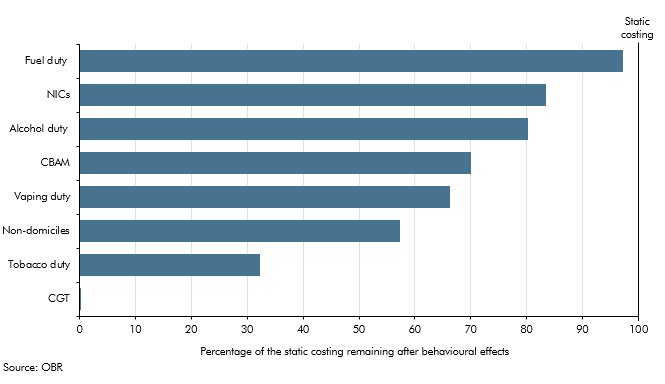 Static
costing
Fuel duty
NICs
Alcohol duty
CBAM
Vaping duty
Non-domiciles
Tobacco duty
CGT
0 10 20 30 40 50 60 70 80 90 100
Percentage of the static costing remaining after behavioural effects
Source: OBR